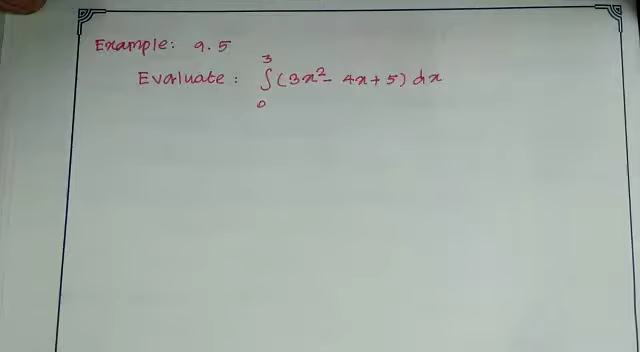 Example: 9.5
Evaluate: ∫₀³ (3x² - 4x + 5) dx